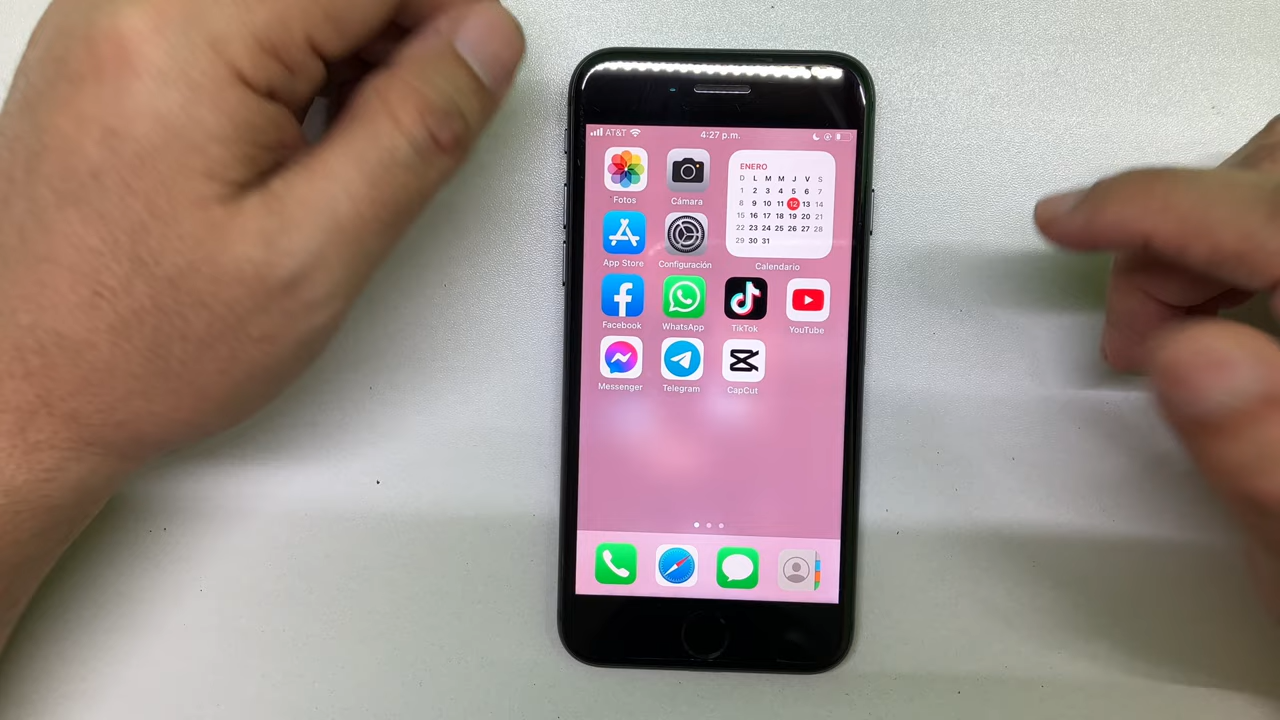 AT&T 4:27 p.m.
Fotos Cámara
ENERO
D L M M J V S
1 2 3 4 5 6 7
8 9 10 11 12 13 14
15 16 17 18 19 20 21
22 23 24 25 26 27 28
29 30 31
App Store Configuración Calendario
Facebook WhatsApp TikTok YouTube
Messenger Telegram CapCut